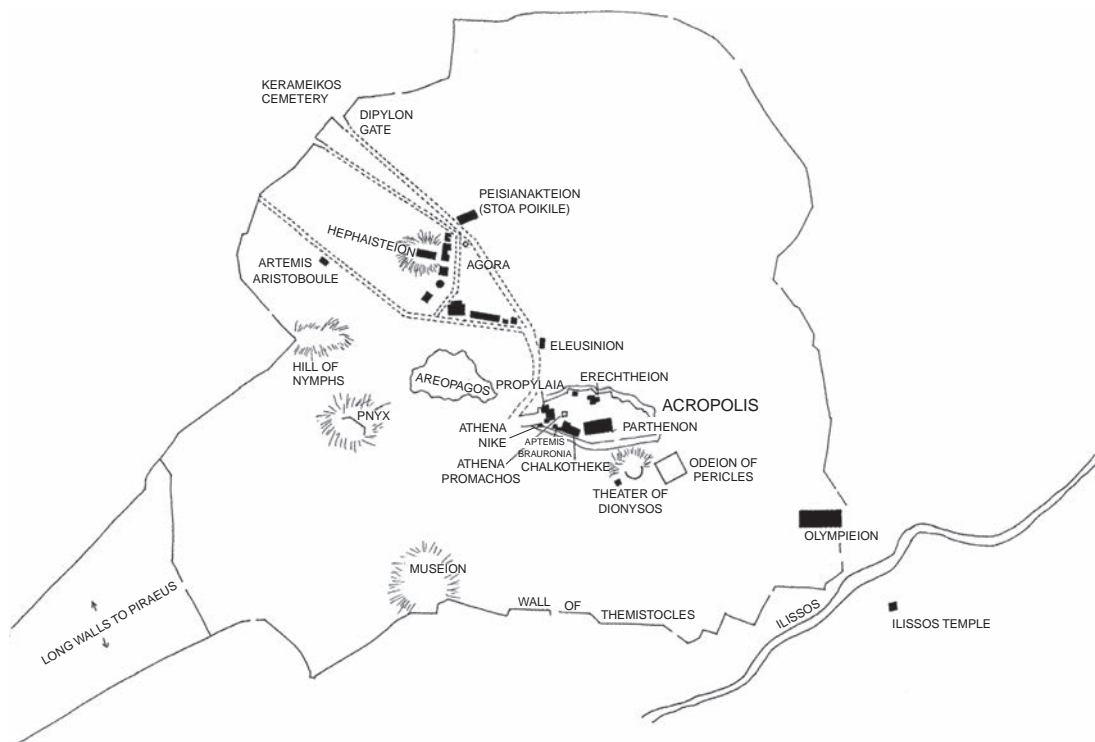 KERAMEIKOS
CEMETERY
DIPYLON
GATE
PEISIANAKTEION
(STOA POIKILE)
HEPHAISTEION
AGORA
ARTEMIS
ARISTOBOULE
ELEUSINION
HILL OF
NYMPHS
AREOPAGOS
PROPYLAIA
ERECHTHEION
PNYX
ACROPOLIS
ATHENA
NIKE
PARTHENON
APTEMIS
BRAURONIA
ATHENA
PROMACHOS
CHALKOTHEKE
ODEION OF
PERICLES
THEATER OF
DIONYSOS
OLYMPIEION
MUSEION
WALL OF
THEMISTOCLES
ILISSOS
ILISSOS TEMPLE
LONG WALLS TO PIRAEUS